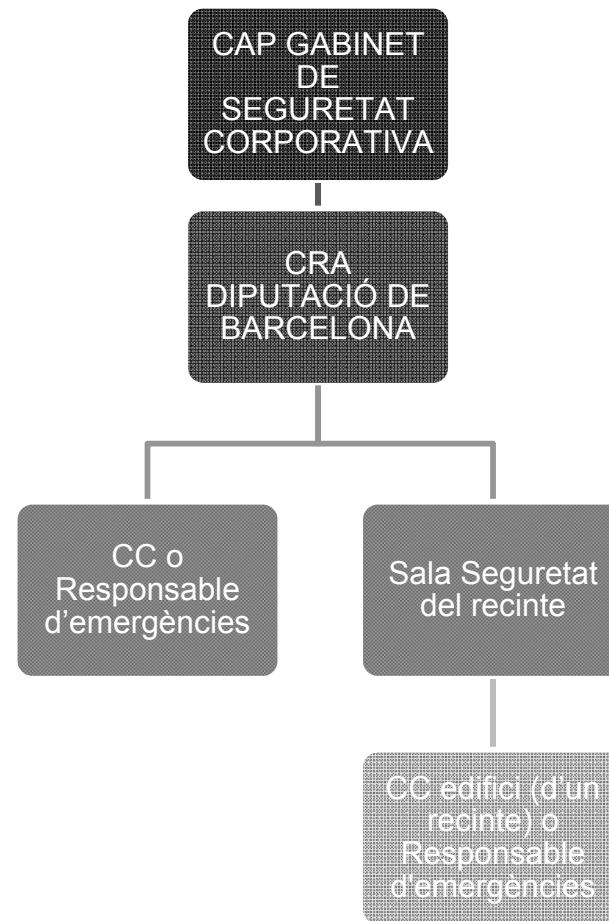 CAP GABINET
DE
SEGURETAT
CORPORATIVA
CRA
DIPUTACIÓ DE
BARCELONA
CC o
Responsable
d’emergències
Sala Seguretat
del recinte
CC edifici (d’un
recinte) o
Responsable
d’emergències